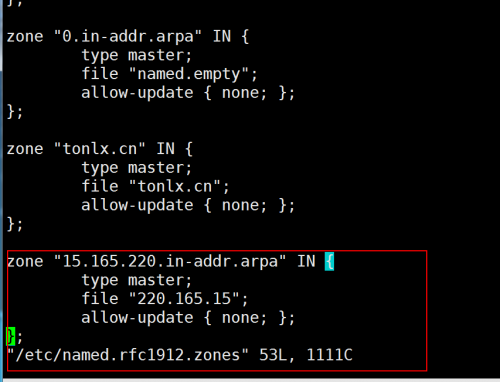 };
zone "0.in-addr.arpa" IN {
type master;
file "named.empty";
allow-update { none; };
};
zone "tonlx.cn" IN {
type master;
file "tonlx.cn";
allow-update { none; };
};
zone "15.165.220.in-addr.arpa" IN {
type master;
file "220.165.15";
allow-update { none; };
};
"/etc/named.rfc1912.zones" 53L, 1111C